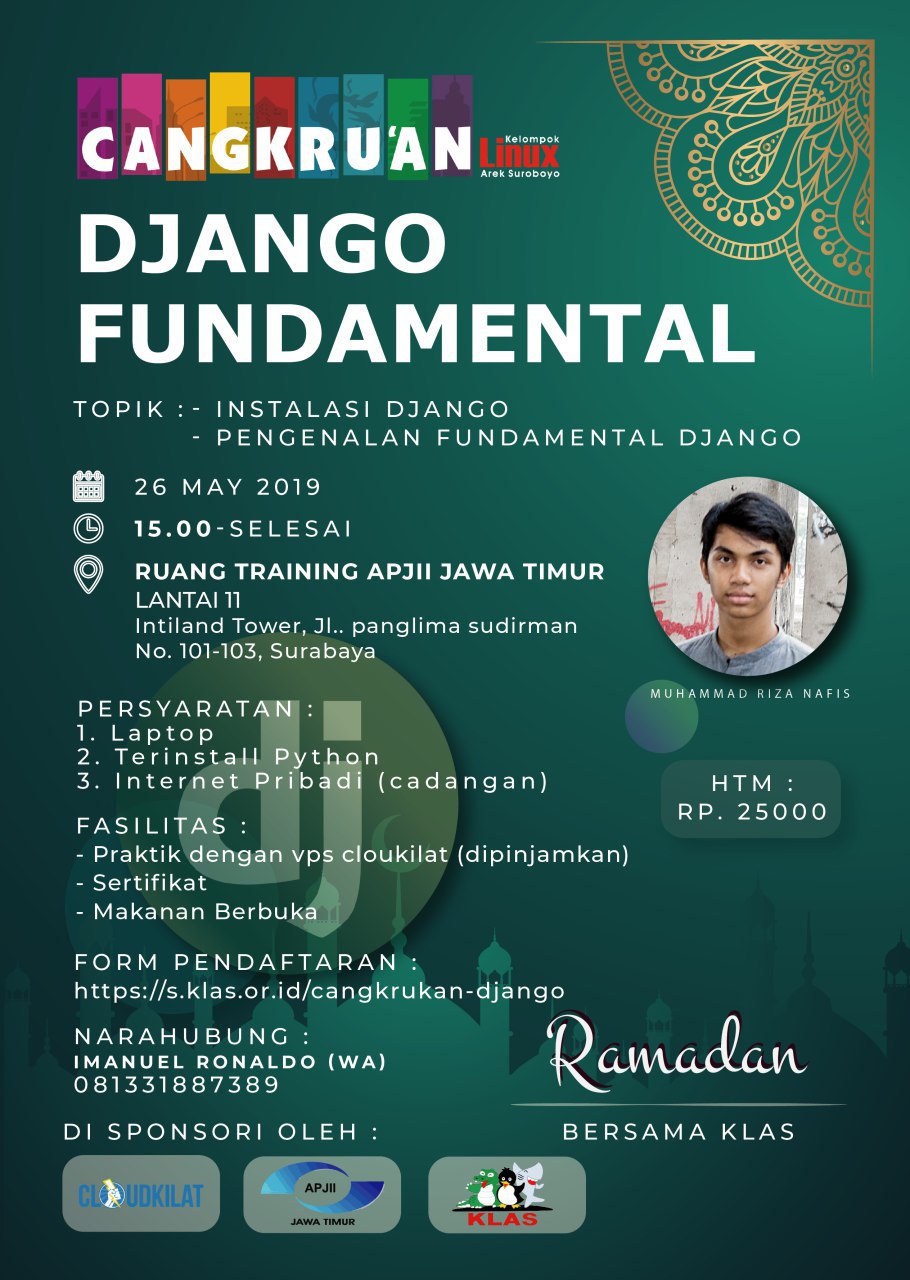 CANGKRU'AN
Kelompok
Linux
Arek Suroboyo
DJANGO
FUNDAMENTAL
TOPIK : - INSTALASI DJANGO
- PENGENALAN FUNDAMENTAL DJANGO
26 MAY 2019
15.00-SELESAI
RUANG TRAINING APJII JAWA TIMUR
LANTAI 11
Intiland Tower, Jl.. panglima sudirman
No. 101-103, Surabaya
MUHAMMAD RIZA NAFIS
PERSYARATAN :
1. Laptop
2. Terinstall Python
3. Internet Pribadi (cadangan)
dj
HTM :
RP. 25000
FASILITAS :
- Praktik dengan vps cloukilat (dipinjamkan)
- Sertifikat
- Makanan Berbuka
FORM PENDAFTARAN :
https://s.klas.or.id/cangkrukan-django
NARAHUBUNG :
IMANUEL RONALDO (WA)
081331887389
Ramadan
BERSAMA KLAS
DI SPONSORI OLEH :
CLOUDKILAT
APJII
JAWA TIMUR
KLAS